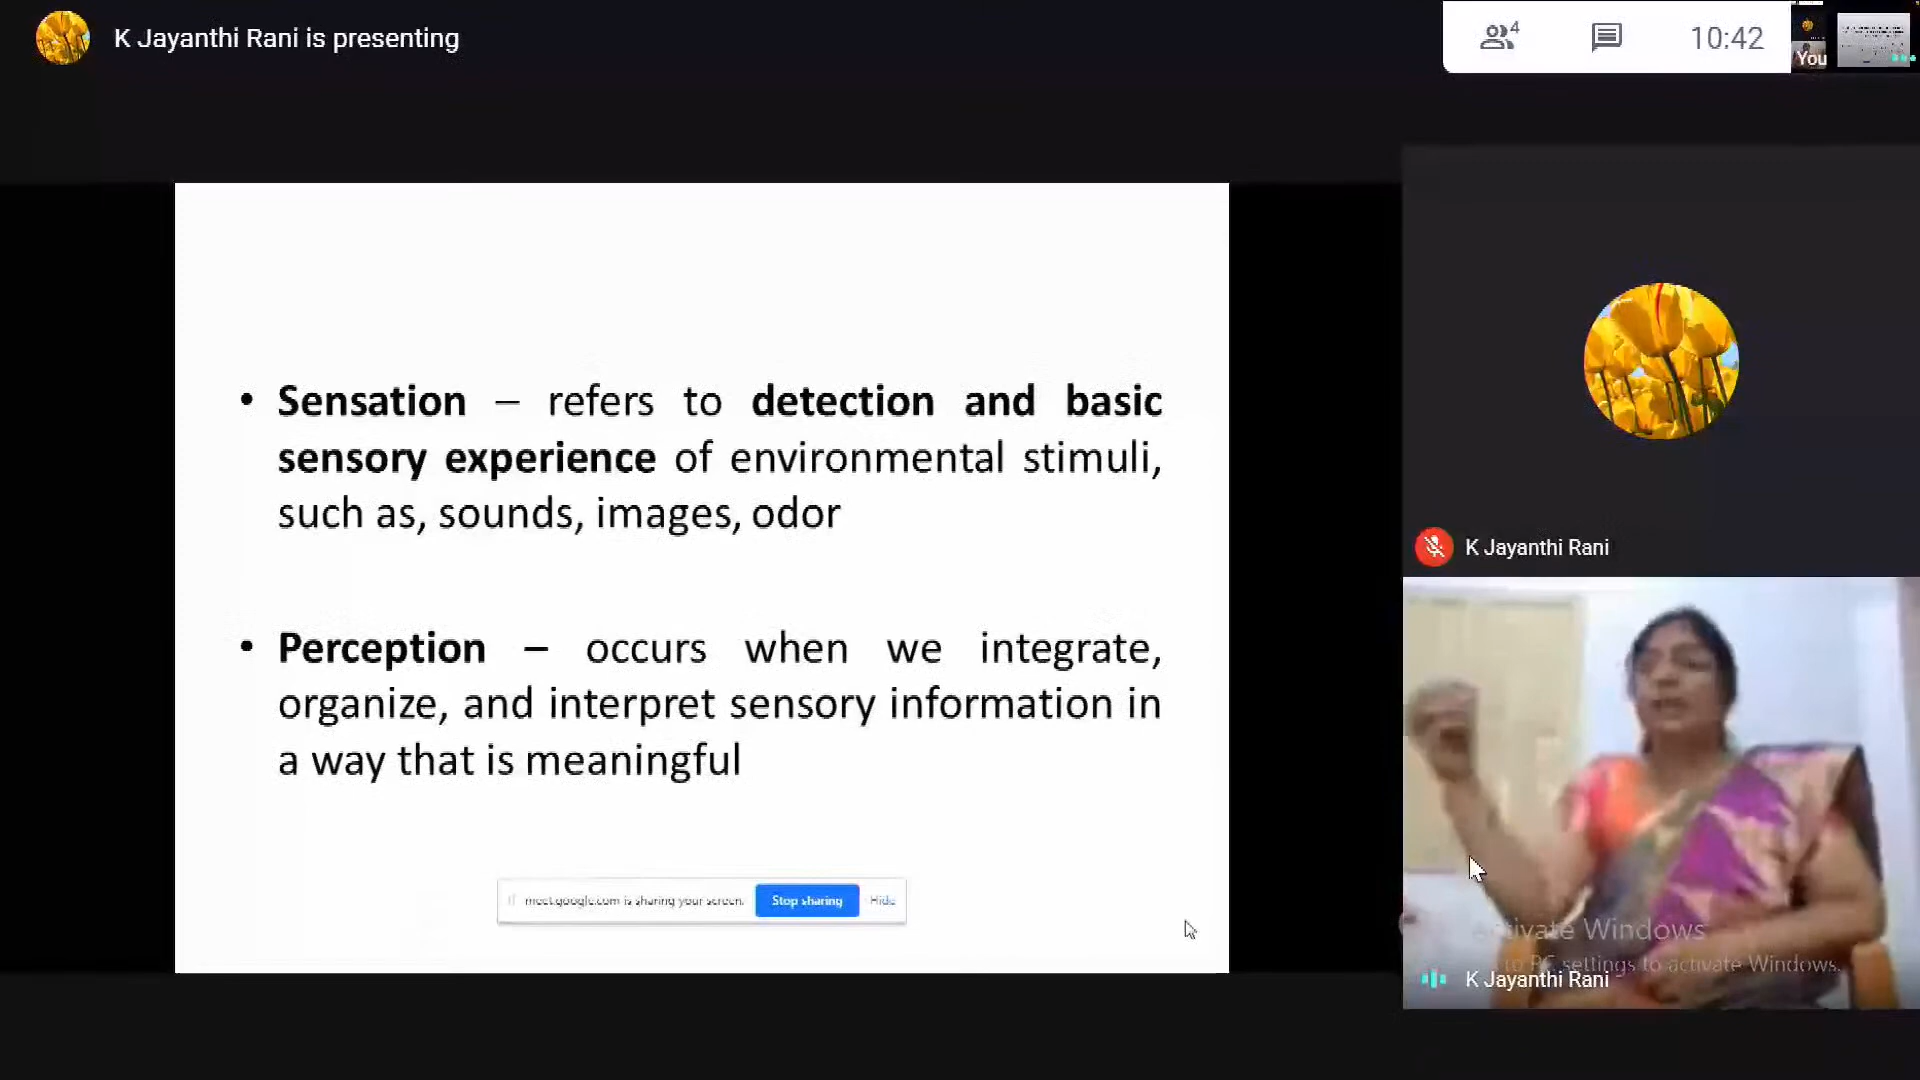 K Jayanthi Rani is presenting
4
10:42
You
• Sensation – refers to detection and basic
sensory experience of environmental stimuli,
such as, sounds, images, odor
• Perception – occurs when we integrate,
organize, and interpret sensory information in
a way that is meaningful
meet.google.com is sharing your screen.
Stop sharing
Hide
K Jayanthi Rani
Activate Windows
to PC settings to activate Windows.
K Jayanthi Rani